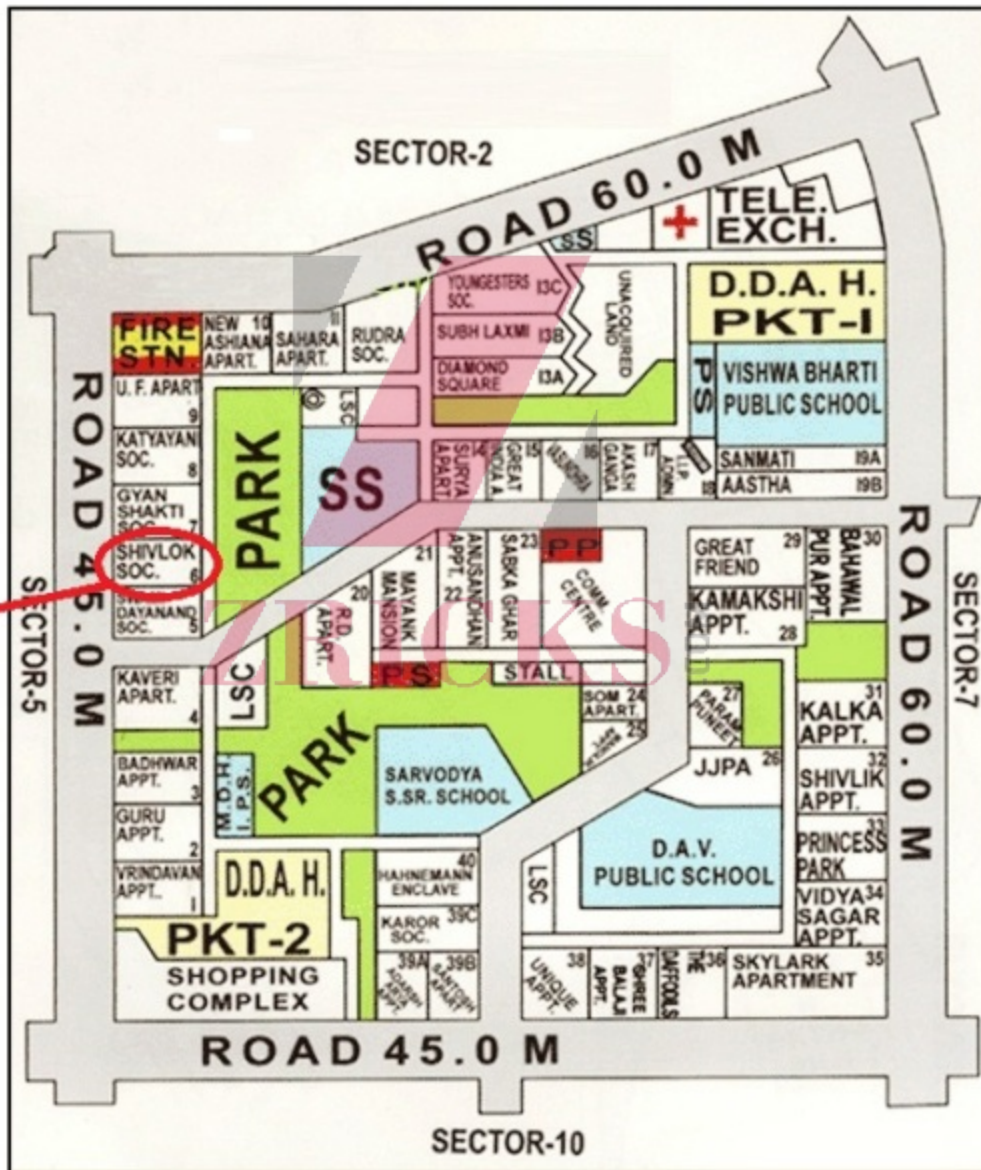 SECTOR-2
ROAD 60.0 M
TELE.
EXCH.
SS
YOUNGESTERS 13C
SOC.
UNACQUIRED
LAND
D.D.A. H.
PKT-I
FIRE
STN.
NEW 10
ASHIANA
APART.
11
SAHARA
APART.
RUDRA
SOC.
SUBH LAXMI 13B
DIAMOND
SQUARE 13A
PS
VISHWA BHARTI
PUBLIC SCHOOL
U. F. APART
9
PARK
©
LSC
ROAD 45.0 M
KATYAYANI
SOC.
8
SS
14
SURYA
APART
15
GREAT
INDIA A.
16
VASUNDHRA
17
AKASH
GANGA
18
SANMATI 19A
AASTHA 19B
GYAN
SHAKTI
SOC. 7
SHIVLOK
SOC. 6
DAYANAND
SOC. 5
20
R.D.
APART.
21
MAYANK
MANSION
22
ANUSANDHAN
APPT.
23
SABKA GHAR
PP
COMM.
CENTRE
GREAT 29
FRIEND
30
BAHAWAL
PUR APPT.
KAMAKSHI
APPT.
28
ROAD 60.0 M
SECTOR-5
SECTOR-7
ZRICKS
.com
KAVERI
APART.
4
LSC
PS
STALL
SOM 24
APART.
25
27
PARAM
PUNEET
31
KALKA
APPT.
BADHWAR
APPT. 3
M.D.H.
I.P.S.
PARK
SARVODYA
S.SR. SCHOOL
JJPA 26
32
SHIVLIK
APPT.
GURU
APPT. 2
33
PRINCESS
PARK
VRINDAVAN
APPT. 1
D.D.A. H.
PKT-2
40
HAHNEMANN
ENCLAVE
LSC
D.A.V.
PUBLIC SCHOOL
VIDYA 34
SAGAR
APPT.
KAROR 39C
SOC.
SHOPPING
COMPLEX
39A
ADARSH
APPT.
39B
SANTOSH
APART
38
UNIQUE
APPT.
37
SHREE
BALAJI
APPT.
36
THE
DAFFODILS
SKYLARK 35
APARTMENT
ROAD 45.0 M
SECTOR-10